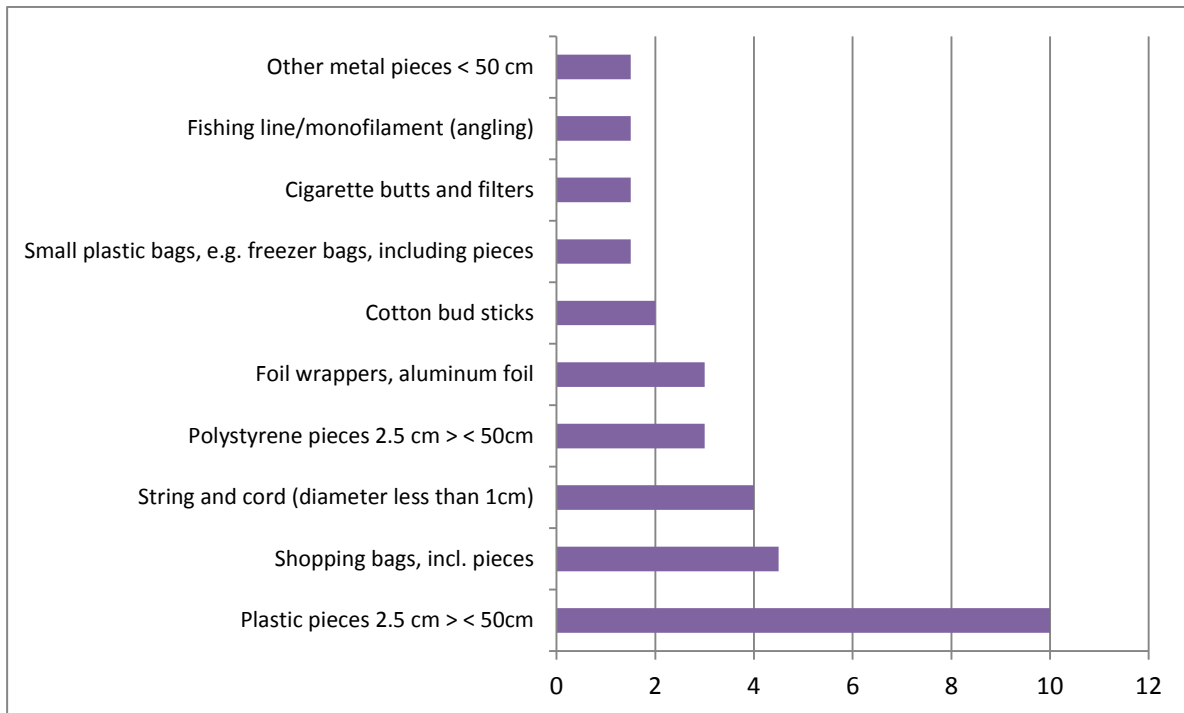 Other metal pieces < 50 cm
Fishing line/monofilament (angling)
Cigarette butts and filters
Small plastic bags, e.g. freezer bags, including pieces
Cotton bud sticks
Foil wrappers, aluminum foil
Polystyrene pieces 2.5 cm > < 50cm
String and cord (diameter less than 1cm)
Shopping bags, incl. pieces
Plastic pieces 2.5 cm > < 50cm
0 2 4 6 8 10 12